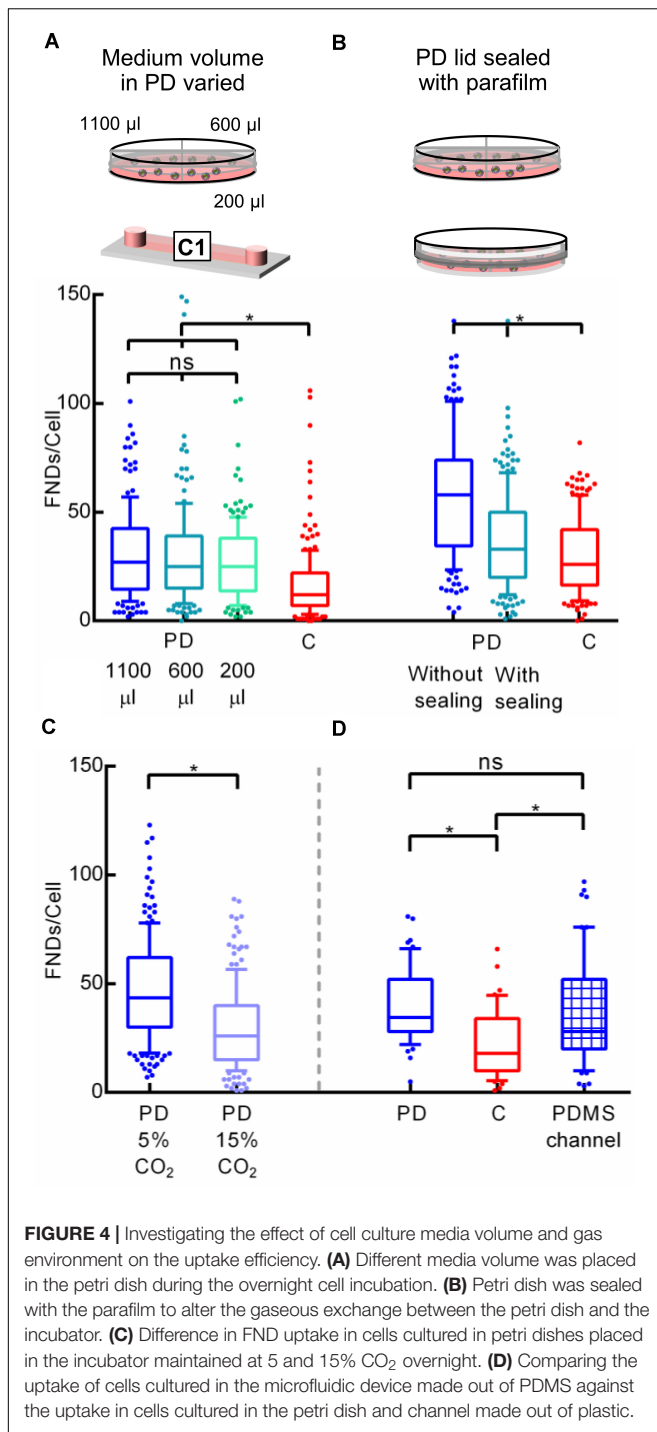 A
Medium volume
in PD varied
1100 µl
600 µl
200 µl
C1
B
PD lid sealed
with parafilm
150
100
50
0
FNDs/Cell
*
ns
*
PD
C
PD
C
1100
µl
600
µl
200
µl
Without
sealing
With
sealing
C
D
150
100
50
0
FNDs/Cell
*
ns
*
*
PD
5%
CO₂
PD
15%
CO₂
PD
C
PDMS
channel
FIGURE 4 | Investigating the effect of cell culture media volume and gas
environment on the uptake efficiency. (A) Different media volume was placed
in the petri dish during the overnight cell incubation. (B) Petri dish was sealed
with the parafilm to alter the gaseous exchange between the petri dish and the
incubator. (C) Difference in FND uptake in cells cultured in petri dishes placed
in the incubator maintained at 5 and 15% CO₂ overnight. (D) Comparing the
uptake of cells cultured in the microfluidic device made out of PDMS against
the uptake in cells cultured in the petri dish and channel made out of plastic.